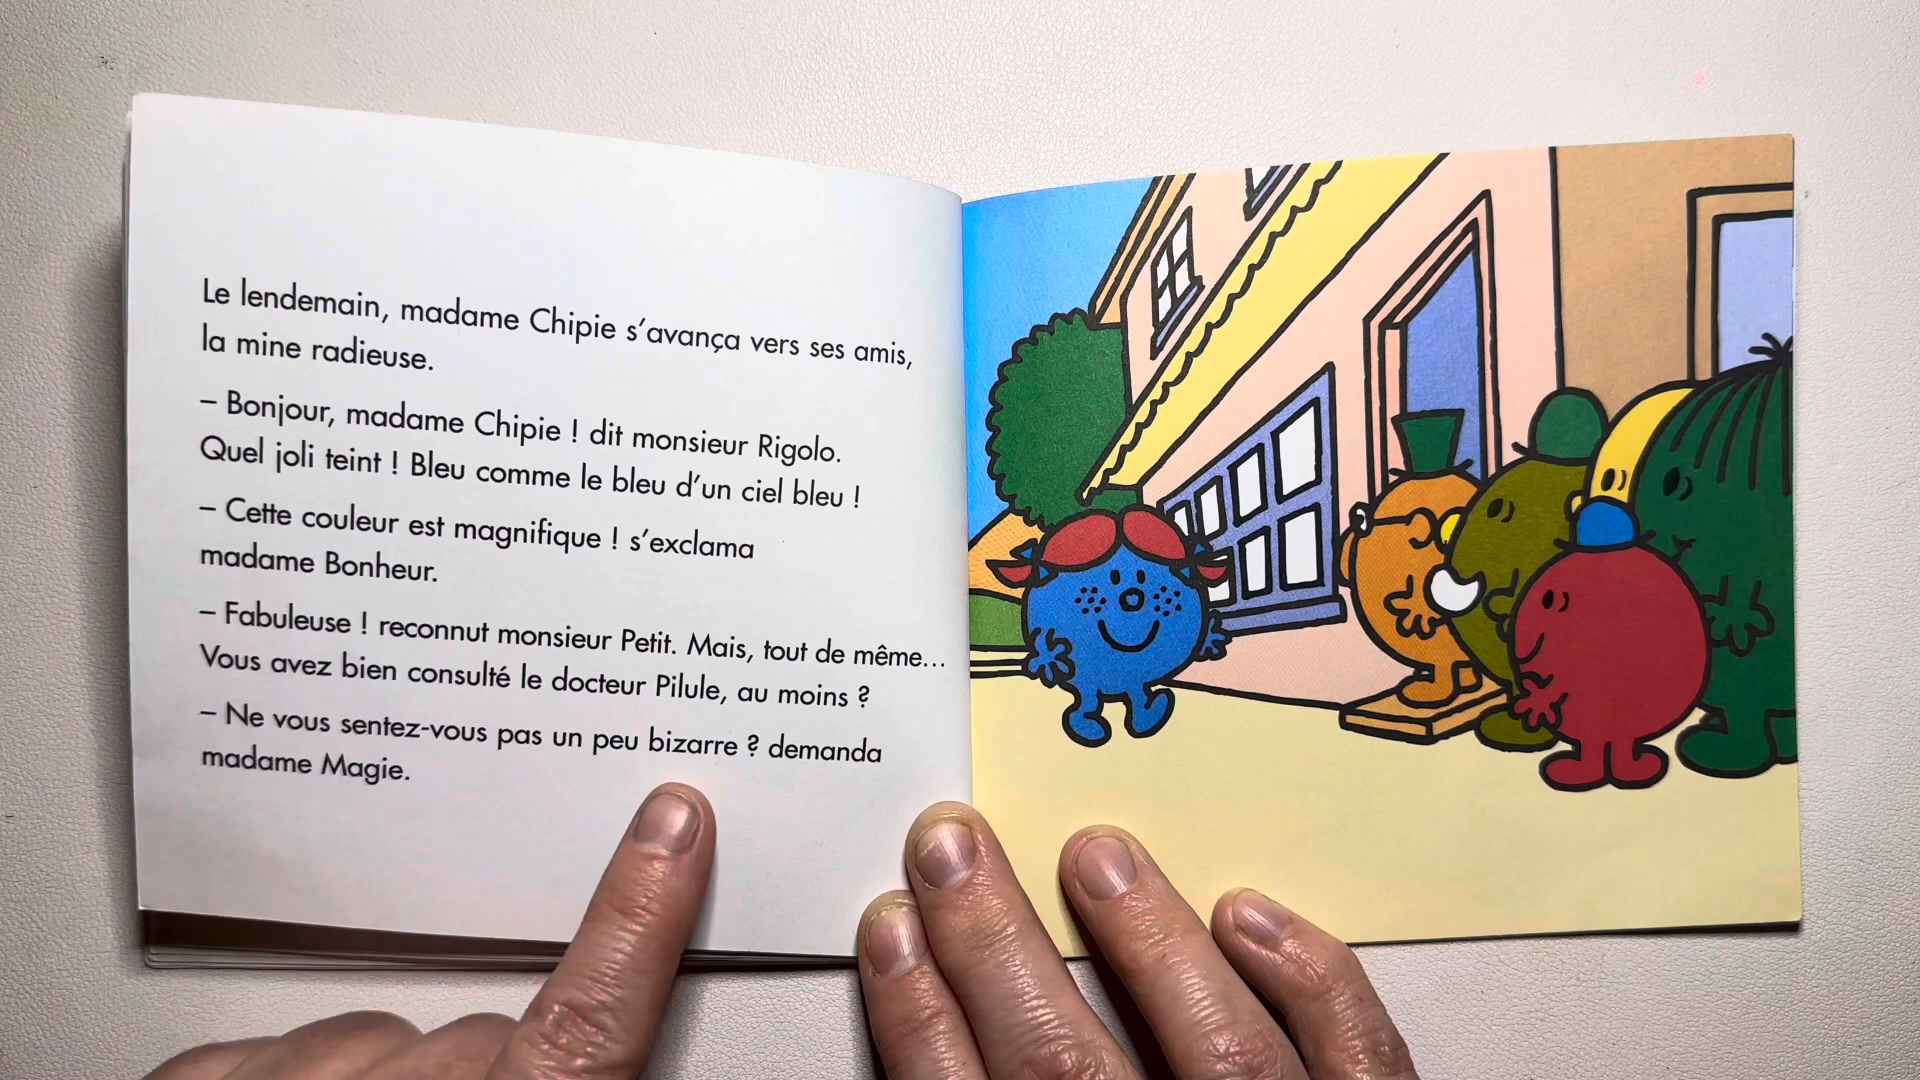 Le lendemain, madame Chipie s'avança vers ses amis,
la mine radieuse.
– Bonjour, madame Chipie ! dit monsieur Rigolo.
Quel joli teint ! Bleu comme le bleu d'un ciel bleu !
– Cette couleur est magnifique ! s'exclama
madame Bonheur.
– Fabuleuse ! reconnut monsieur Petit. Mais, tout de même...
Vous avez bien consulté le docteur Pilule, au moins ?
– Ne vous sentez-vous pas un peu bizarre ? demanda
madame Magie.